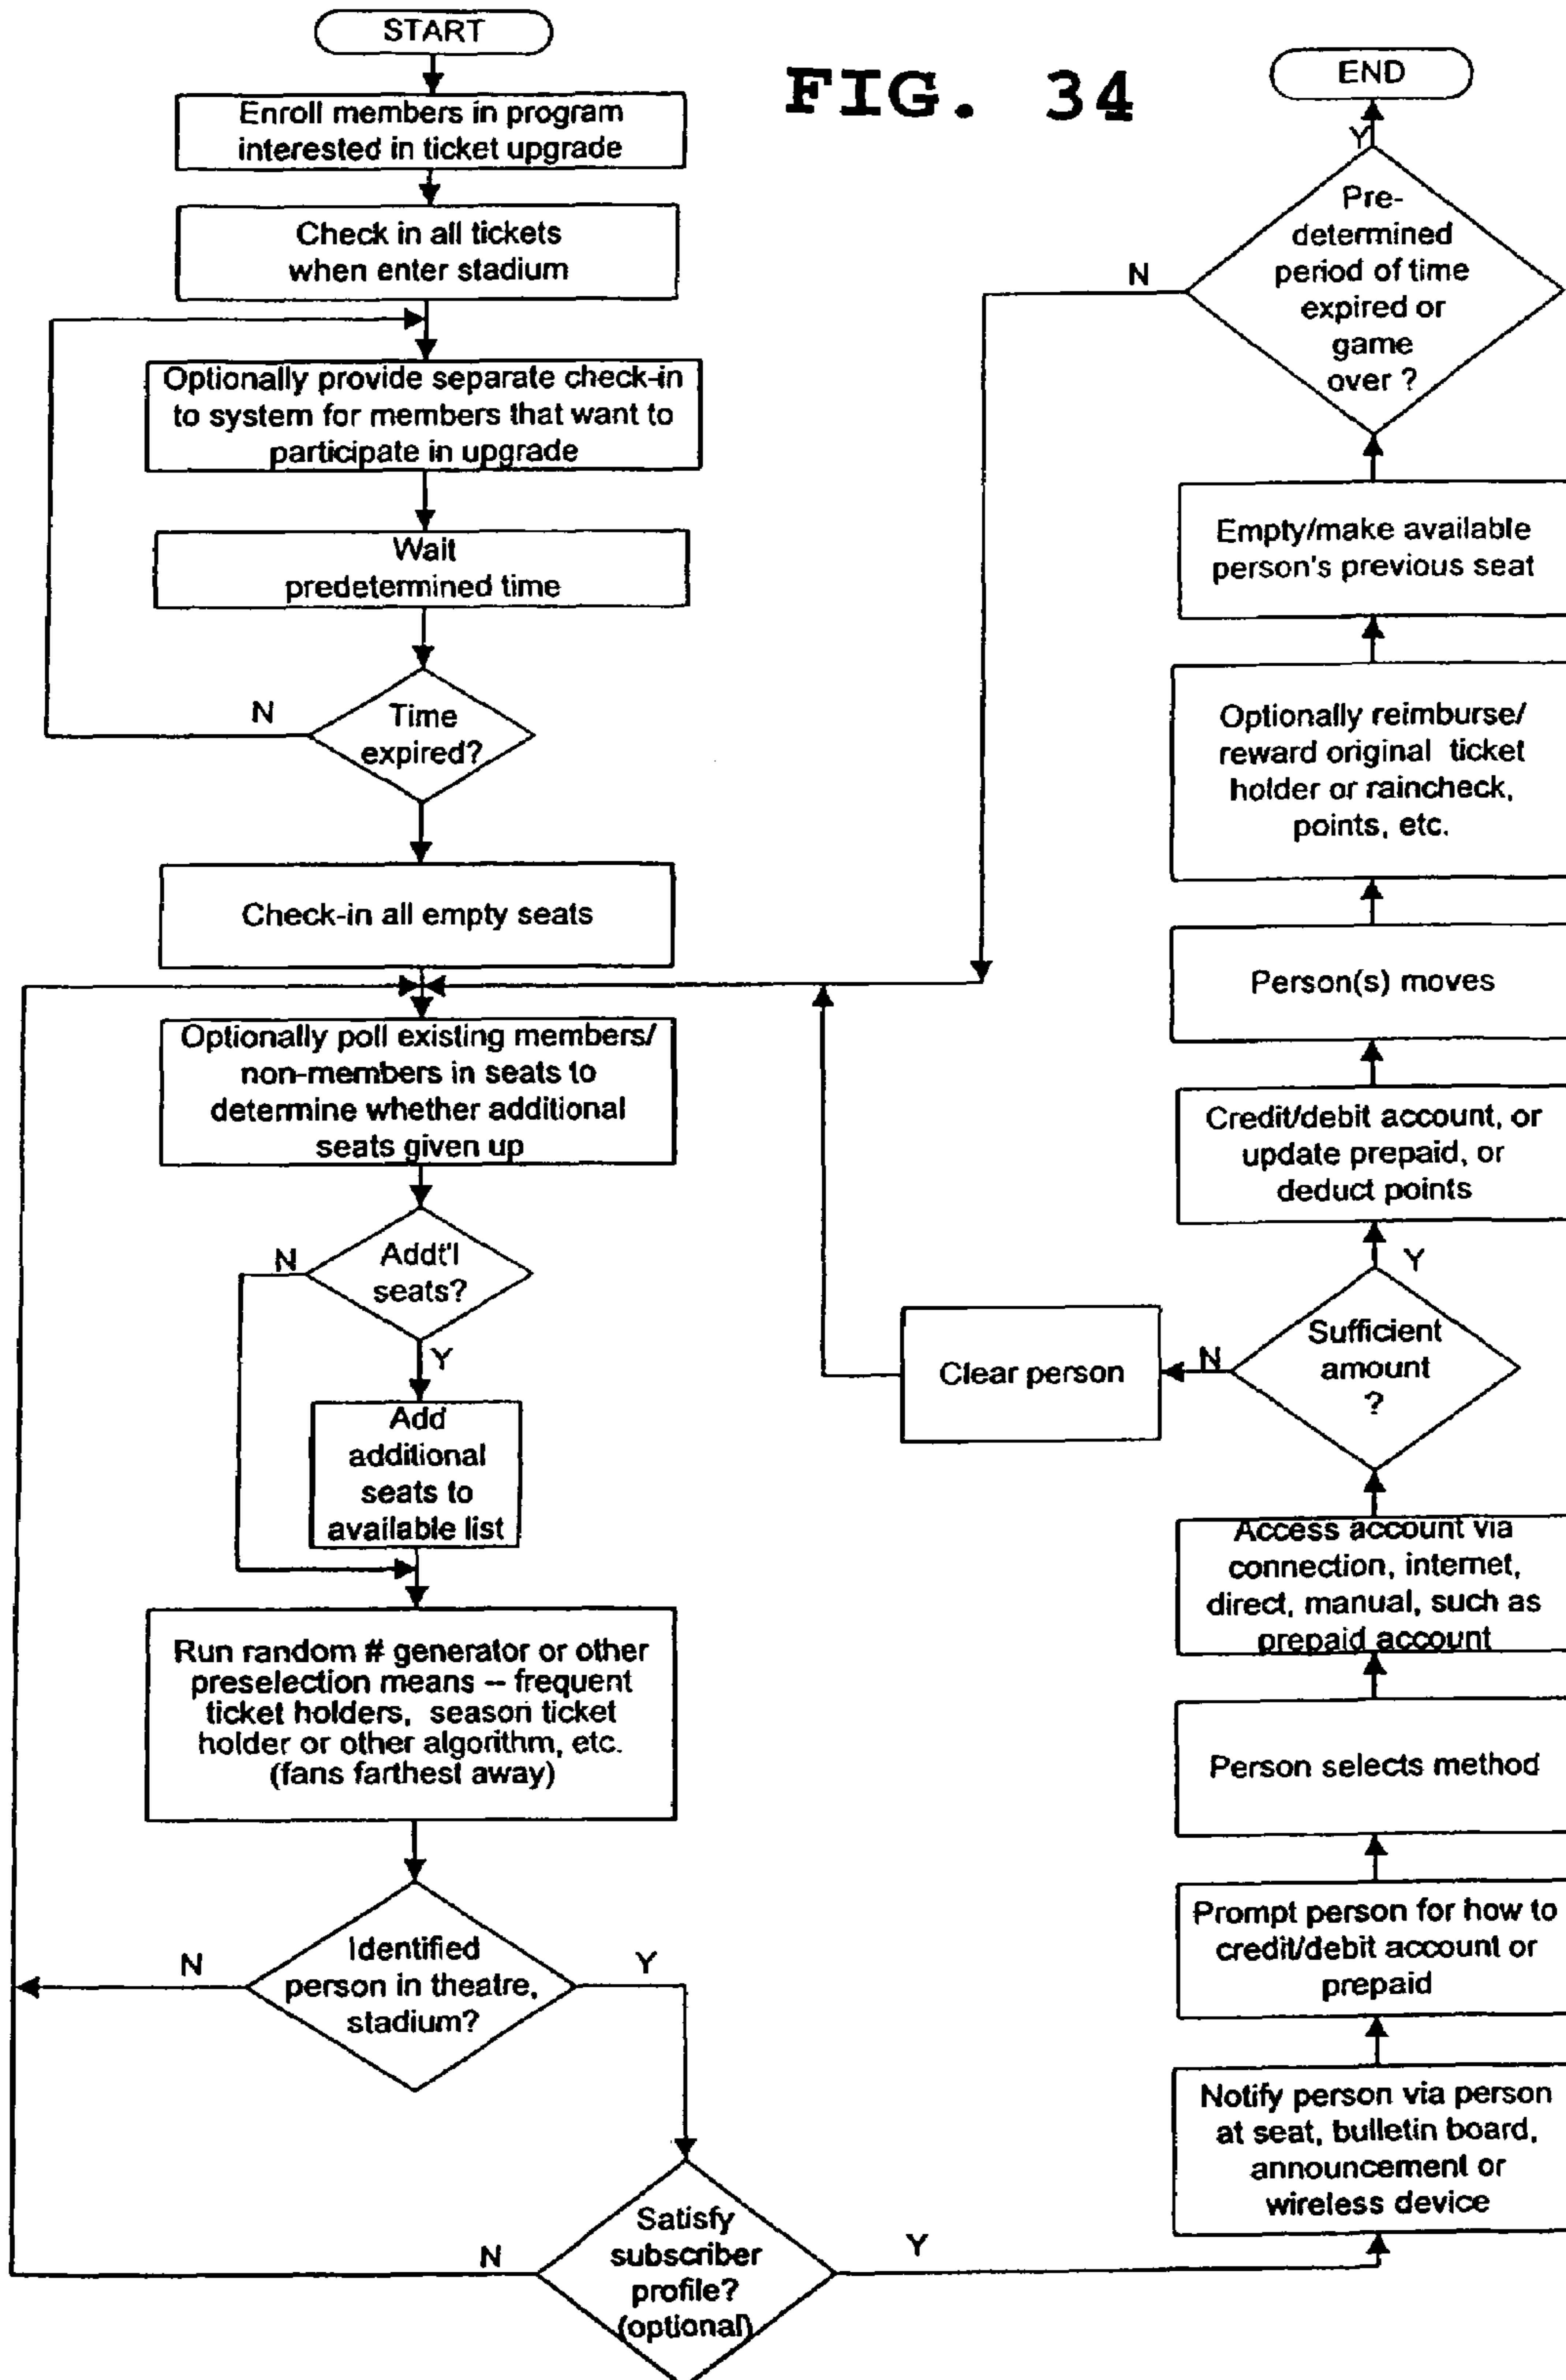 START
FIG. 34
Enroll members in program
interested in ticket upgrade
Check in all tickets
when enter stadium
Optionally provide separate check-in
to system for members that want to
participate in upgrade
Wait
predetermined time
N
Time
expired?
Check-in all empty seats
Optionally poll existing members/
non-members in seats to
determine whether additional
seats given up
N
Addt'l
seats?
Y
Add
additional
seats to
available list
Run random # generator or other
preselection means -- frequent
ticket holders, season ticket
holder or other algorithm, etc.
(fans farthest away)
N
Identified
person in theatre,
stadium?
Y
N
Satisfy
subscriber
profile?
(optional)
Y
Notify person via person
at seat, bulletin board,
announcement or
wireless device
Prompt person for how to
credit/debit account or
prepaid
Person selects method
Access account via
connection, internet,
direct, manual, such as
prepaid account
Sufficient
amount
?
N
Clear person
Y
Credit/debit account, or
update prepaid, or
deduct points
Person(s) moves
Optionally reimburse/
reward original ticket
holder or raincheck,
points, etc.
Empty/make available
person's previous seat
Pre-
determined
period of time
expired or
game
over ?
N
Y
END